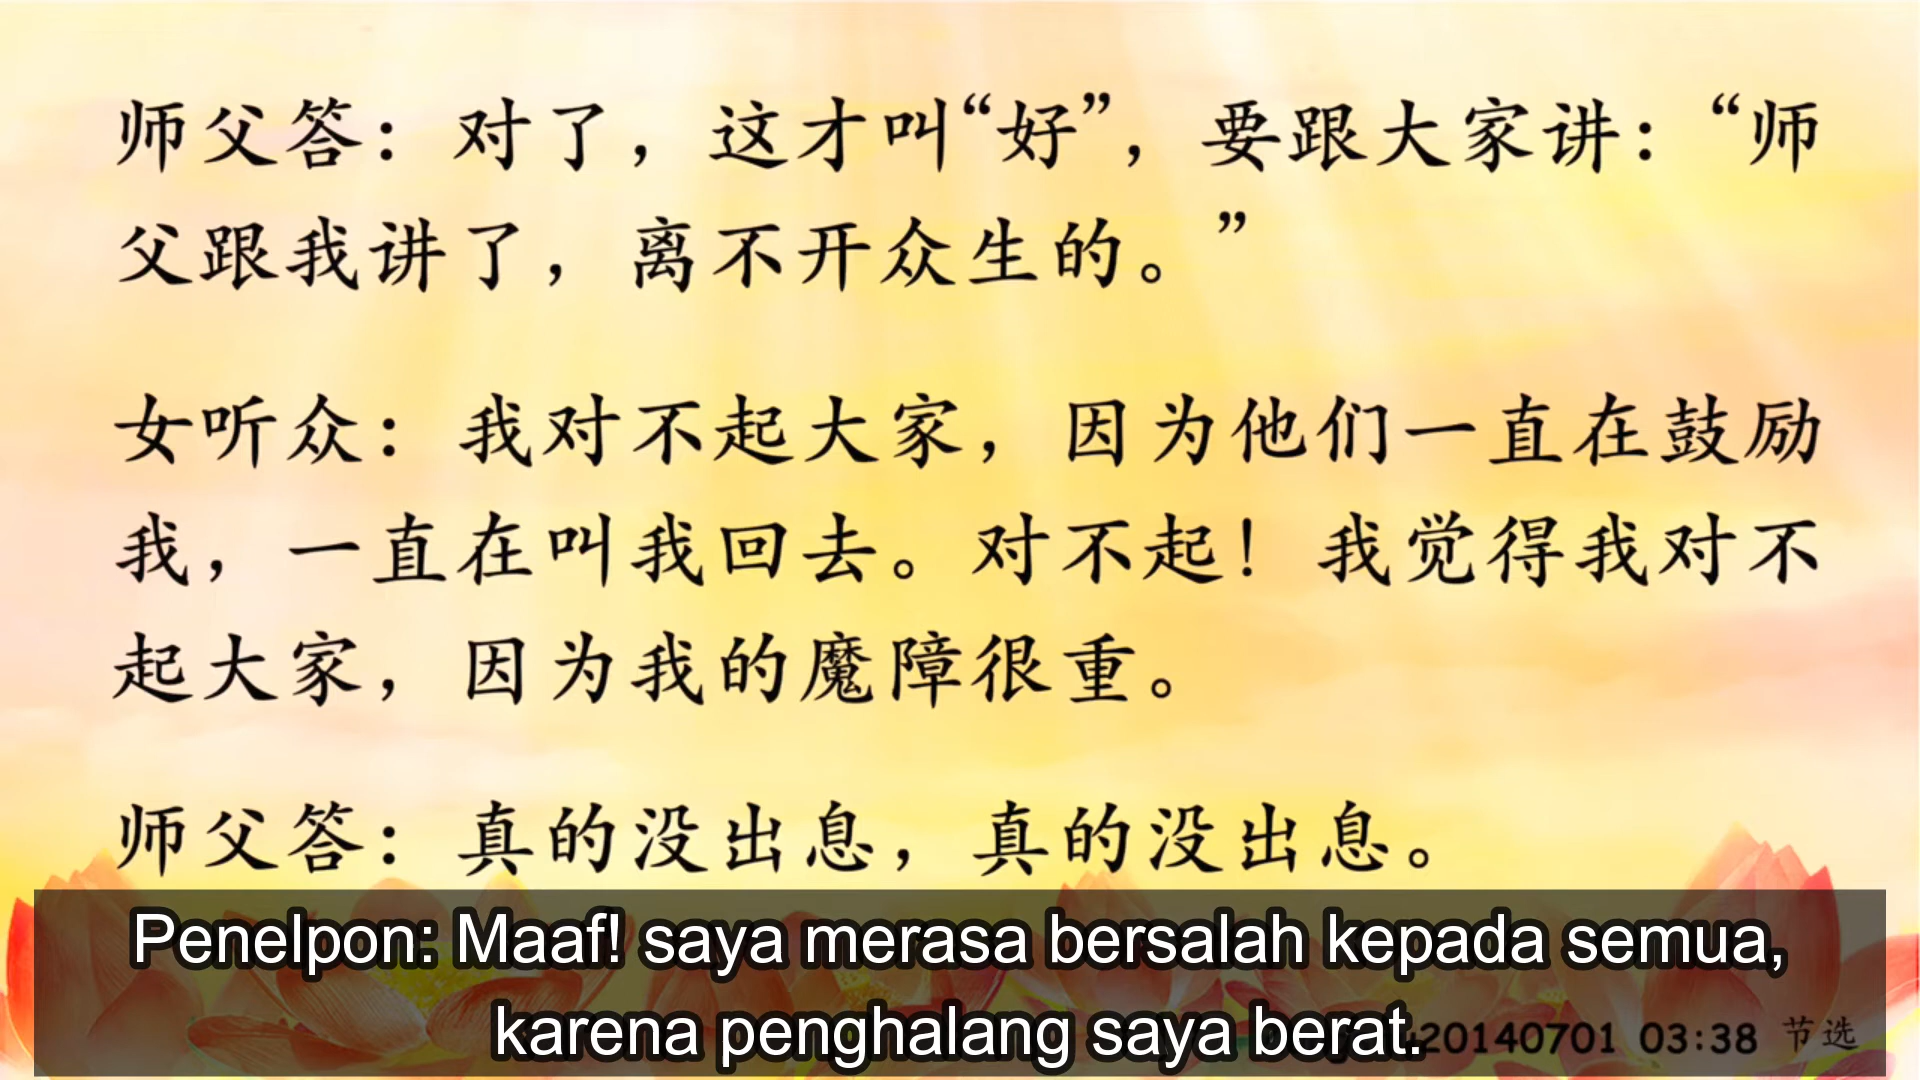 师父答：对了，这才叫“好”，要跟大家讲：“师
父跟我讲了，离不开众生的。”
女听众：我对不起大家，因为他们一直在鼓励
我，一直在叫我回去。对不起！我觉得我对不
起大家，因为我的魔障很重。
师父答：真的没出息，真的没出息。
Penelpon: Maaf! saya merasa bersalah kepada semua,
karena penghalang saya berat.
20140701 03:38 节选